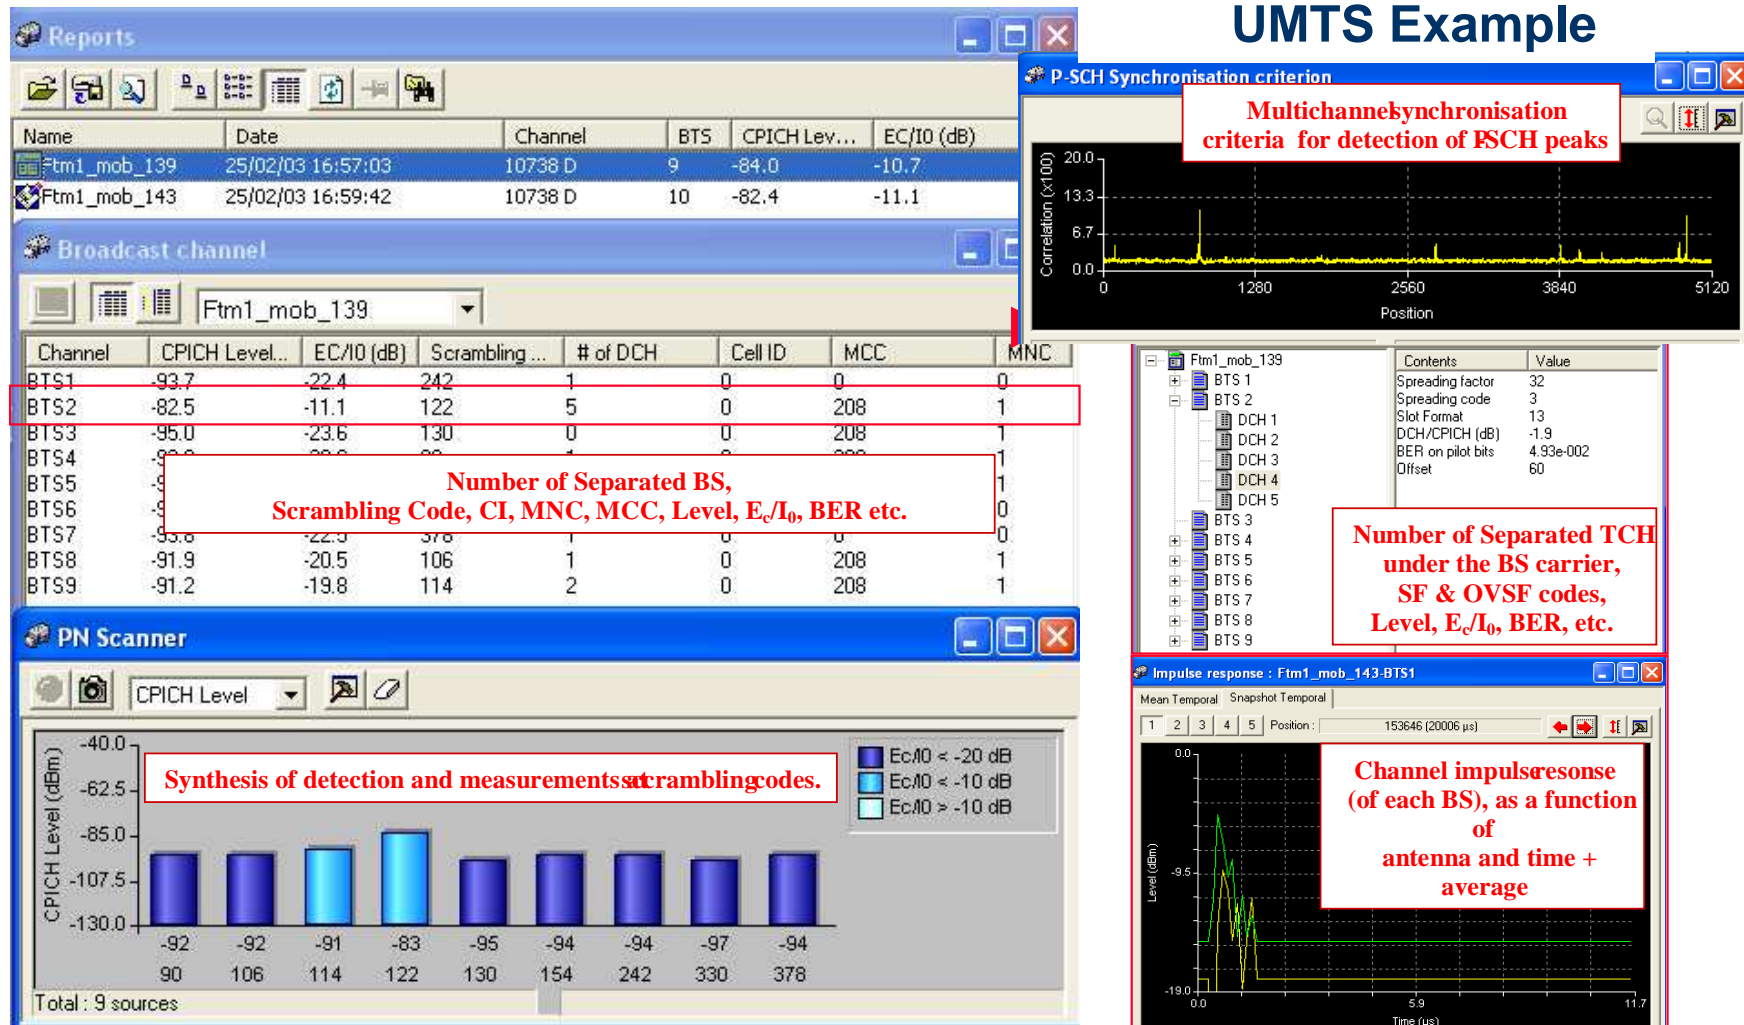 UMTS Example
Reports
Name Date Channel BTS CPICH Lev... EC/I0 (dB)
Ftm1_mob_139 25/02/03 16:57:03 10738 D 9 -84.0 -10.7
Ftm1_mob_143 25/02/03 16:59:42 10738 D 10 -82.4 -11.1
Broadcast channel
Ftm1_mob_139
Channel CPICH Level... EC/I0 (dB) Scrambling ... # of DCH Cell ID MCC MNC
BTS1 -93.7 -22.4 242 1 0 0 0
BTS2 -82.5 -11.1 122 5 0 208 1
BTS3 -95.0 -23.6 130 0 0 208 1
BTS4
BTS5 1
BTS6 0
BTS7 -93.8 -22.5 378 1 0 0 0
BTS8 -91.9 -20.5 106 1 0 208 1
BTS9 -91.2 -19.8 114 2 0 208 1
Number of Separated BS,
Scrambling Code, CI, MNC, MCC, Level, Ec/I0, BER etc.
PN Scanner
CPICH Level
CPICH Level (dBm)
-40.0
-62.5
-85.0
-107.5
-130.0
Synthesis of detection and measurements
scrambling codes.
Ec/I0 < -20 dB
Ec/I0 < -10 dB
Ec/I0 > -10 dB
-92 -92 -91 -83 -95 -94 -94 -97 -94
90 106 114 122 130 154 242 330 378
Total : 9 sources
P-SCH Synchronisation criterion
Multichannel synchronisation
criteria for detection of P-SCH peaks
Correlation (x100)
20.0
13.3
6.7
0.0
0 1280 2560 3840 5120
Position
Ftm1_mob_139
BTS 1
BTS 2
DCH 1
DCH 2
DCH 3
DCH 4
DCH 5
BTS 3
BTS 4
BTS 5
BTS 6
BTS 7
BTS 8
BTS 9
Contents Value
Spreading factor 32
Spreading code 3
Slot Format 13
DCH/CPICH (dB) -1.9
BER on pilot bits 4.93e-002
Offset 60
Number of Separated TCH
under the BS carrier,
SF & OVSF codes,
Level, Ec/I0, BER, etc.
Impulse response : Ftm1_mob_143-BTS1
Mean Temporal Snapshot Temporal
1 2 3 4 5 Position : 153646 (20006 µs)
Channel impulse resonse
(of each BS), as a function
of
antenna and time +
average
Level (dBm)
0.0
-9.5
-19.0
0.0 5.9 11.7
Time (µs)